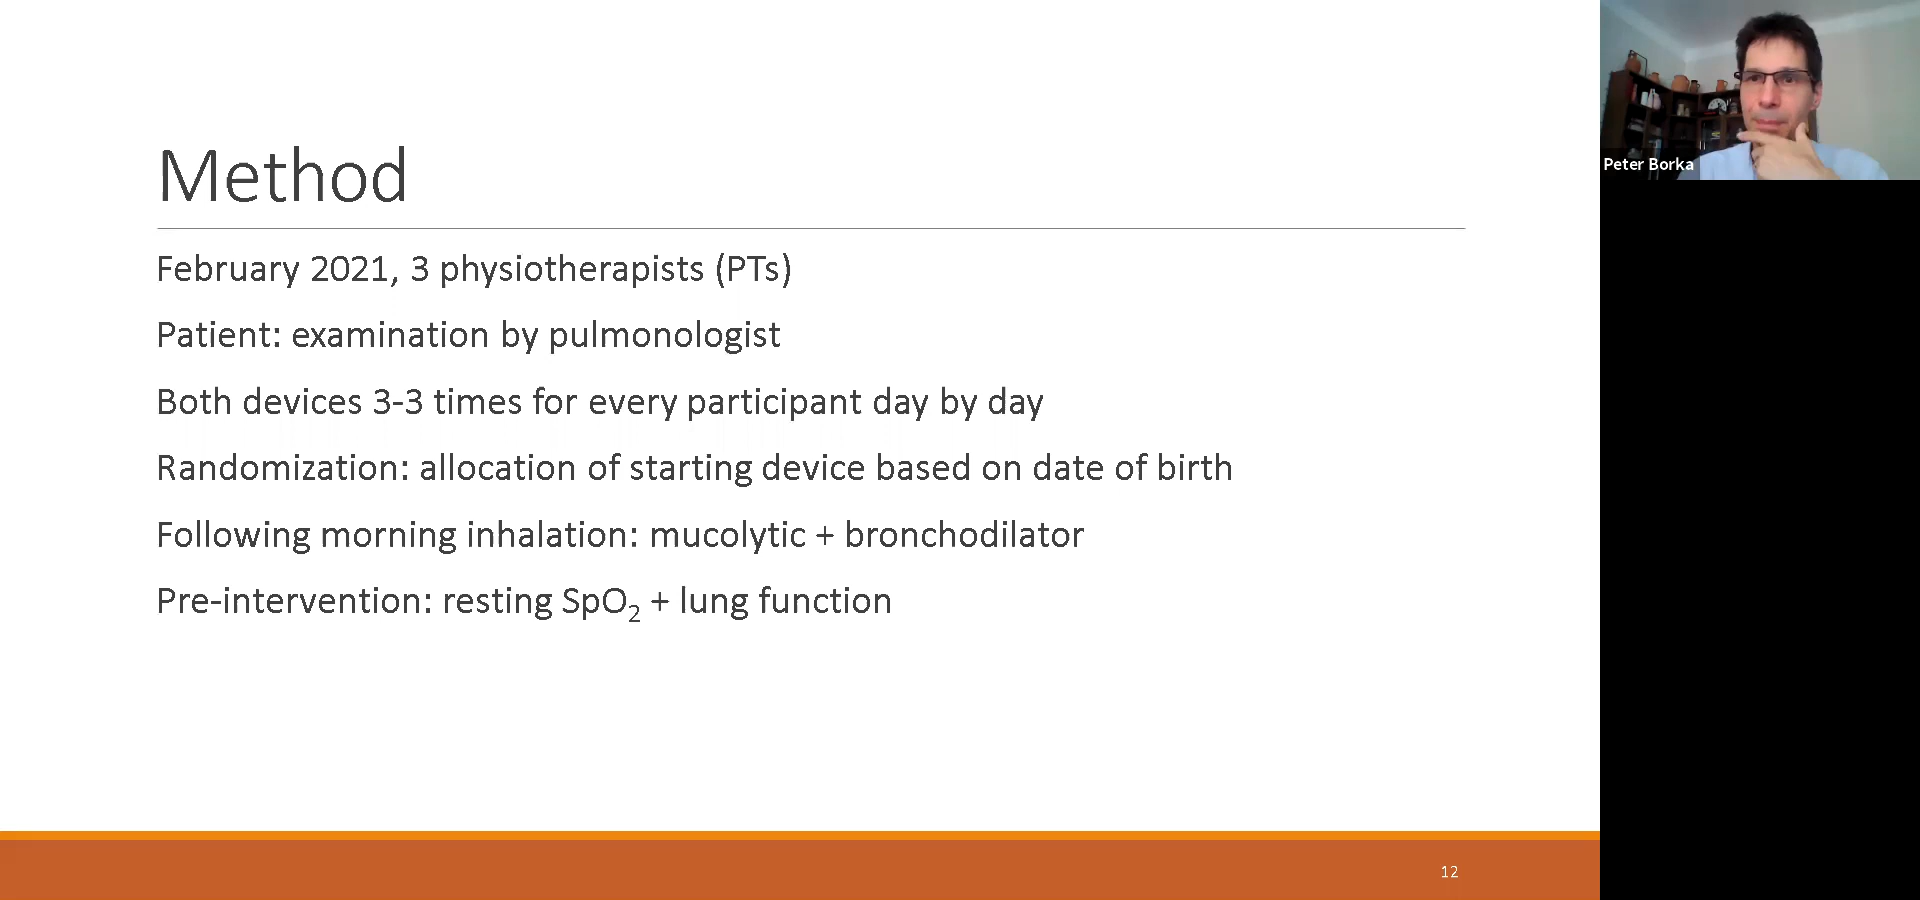 Method
February 2021, 3 physiotherapists (PTs)
Patient: examination by pulmonologist
Both devices 3-3 times for every participant day by day
Randomization: allocation of starting device based on date of birth
Following morning inhalation: mucolytic + bronchodilator
Pre-intervention: resting SpO₂ + lung function
12
Peter Borka